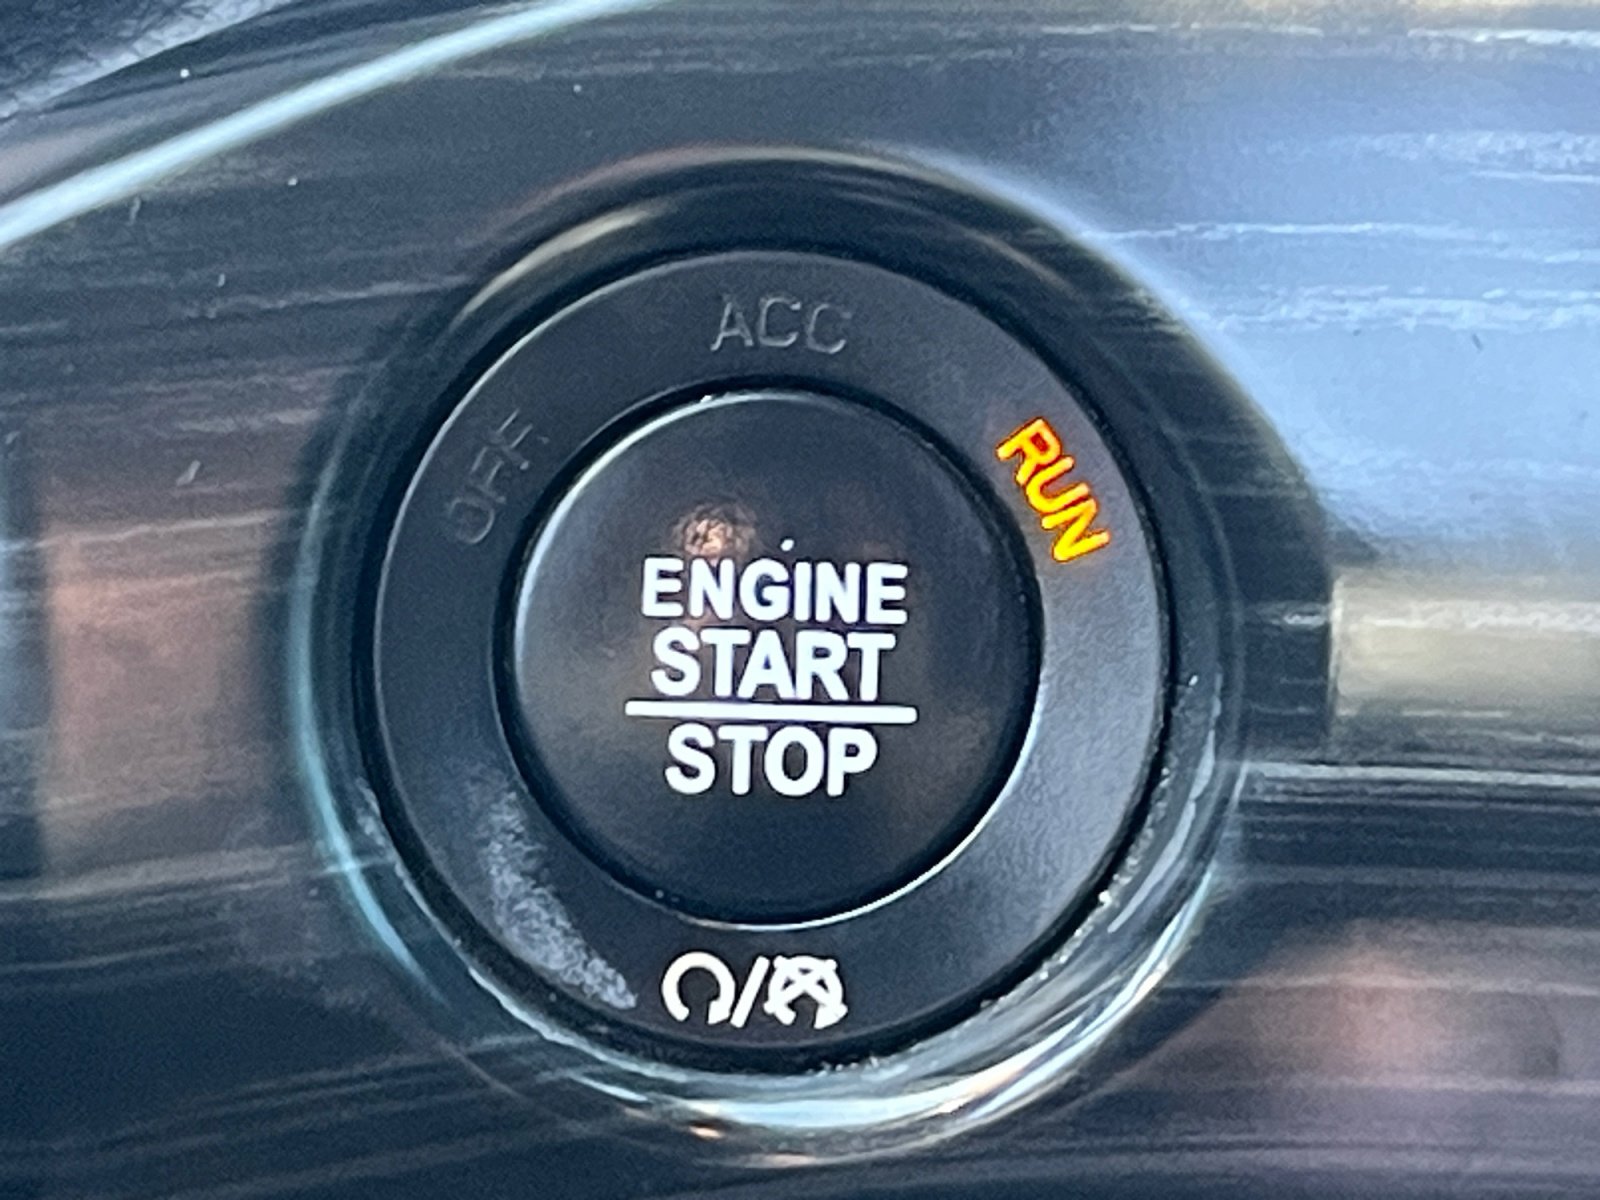 ACC
OFF
RUN
ENGINE
START
STOP